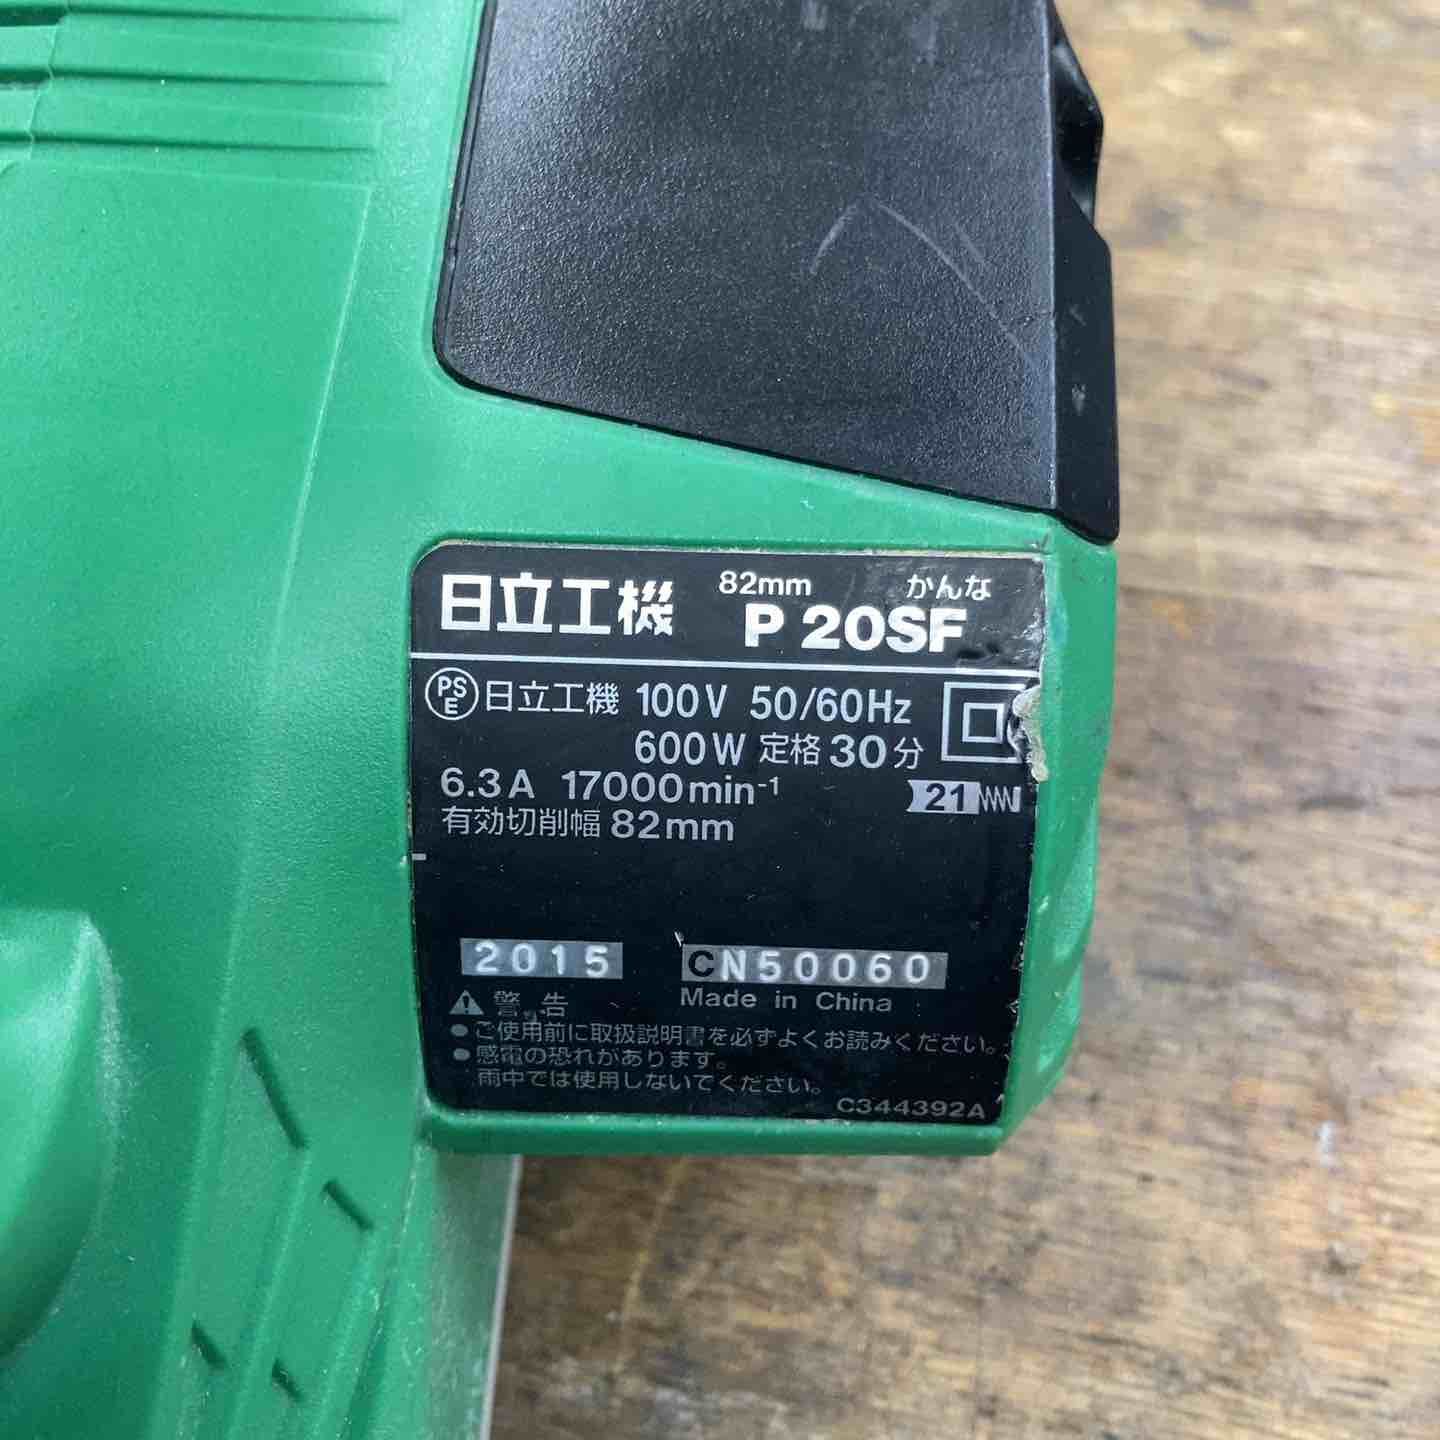 82mm かんな
日立工機 P 20SF
PSE 日立工機 100V 50/60Hz
600W 定格 30分
6.3A 17000min⁻¹ 21
有効切削幅 82mm
2015 CN50060
Made in China
警告
●ご使用前に取扱説明書を必ずよくお読みください。
●感電の恐れがあります。
雨中では使用しないでください。
C344392A